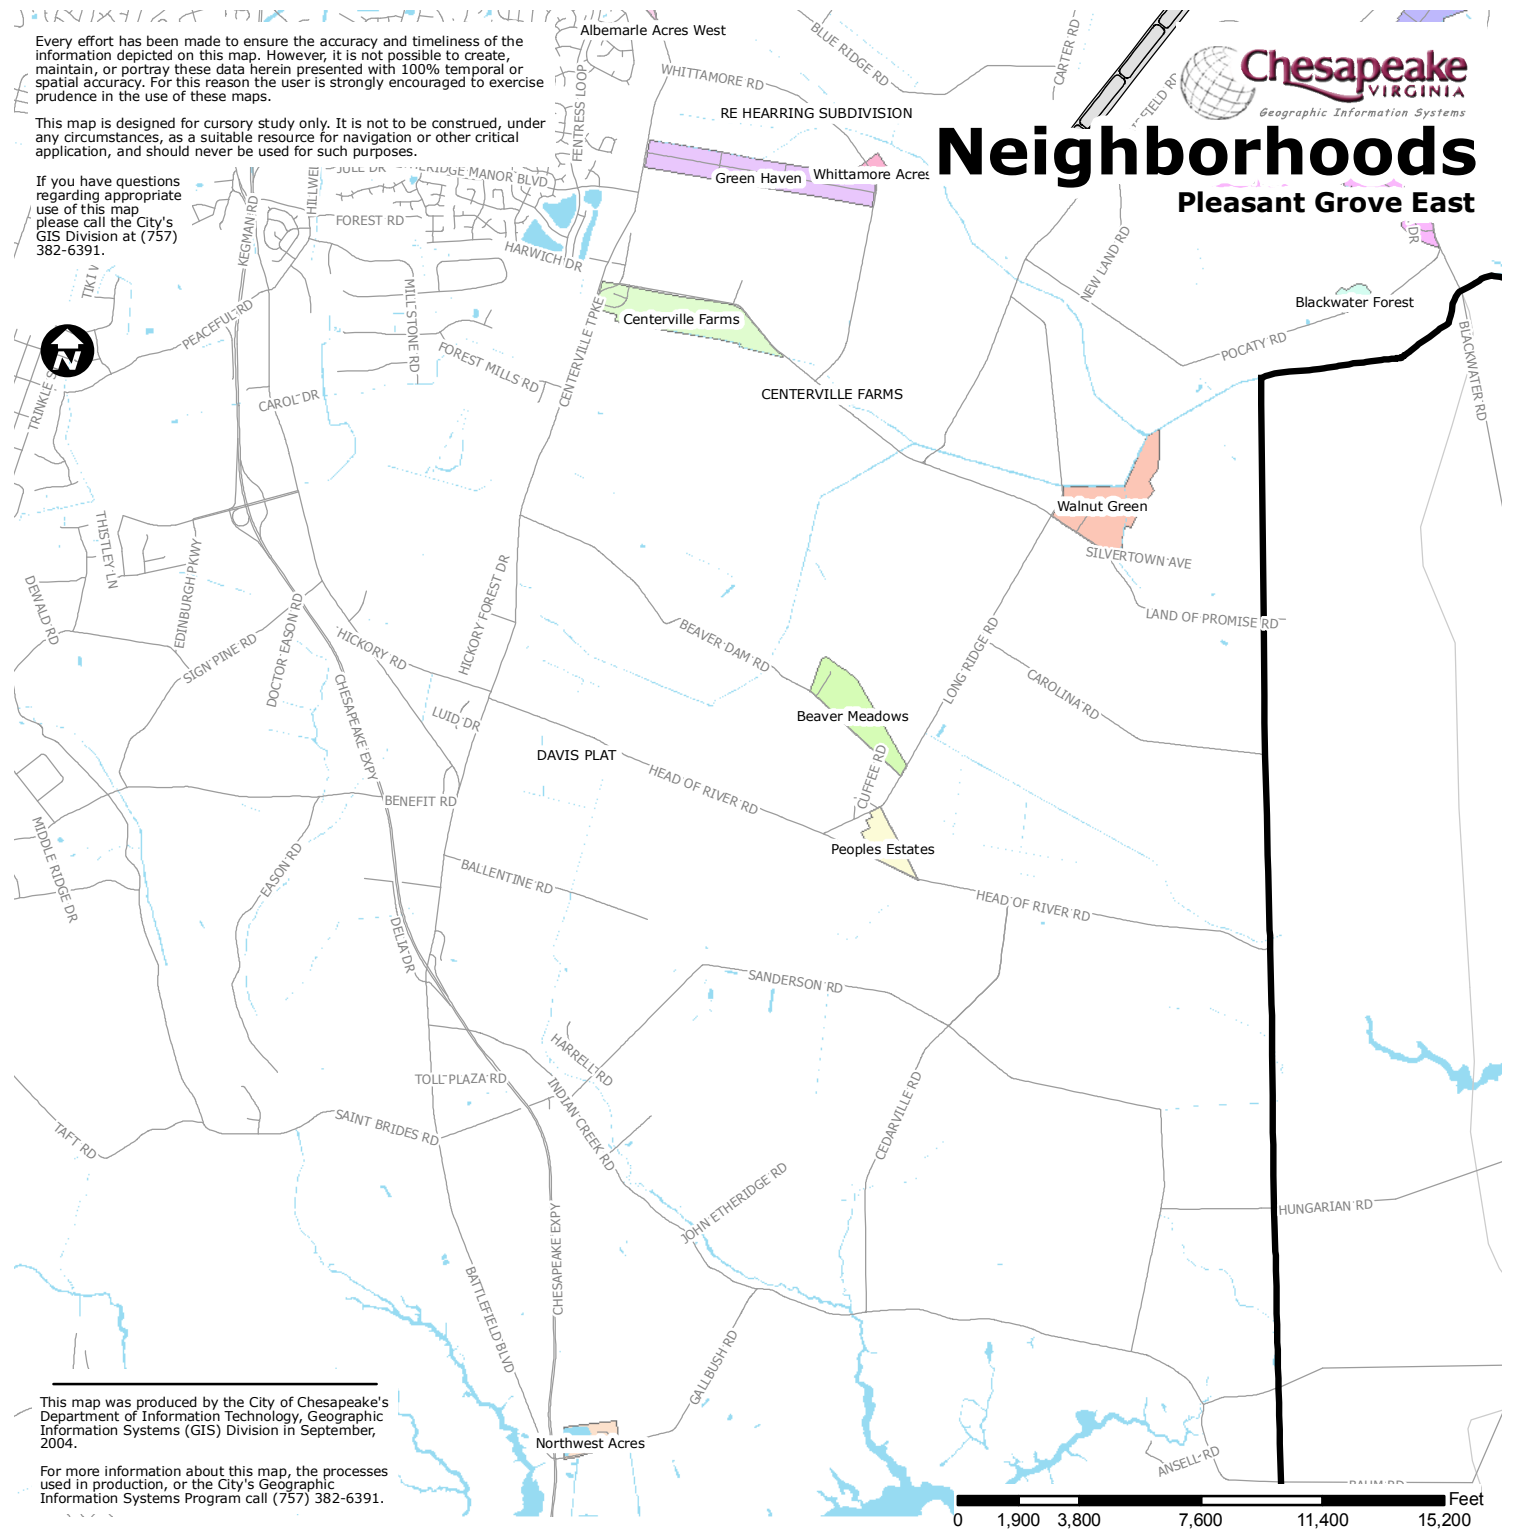 Every effort has been made to ensure the accuracy and timeliness of the
information depicted on this map. However, it is not possible to create,
maintain, or portray these data herein presented with 100% temporal or
spatial accuracy. For this reason the user is strongly encouraged to exercise
prudence in the use of these maps.
This map is designed for cursory study only. It is not to be construed, under
any circumstances, as a suitable resource for navigation or other critical
application, and should never be used for such purposes.
If you have questions
regarding appropriate
use of this map
please call the City's
GIS Division at (757)
382-6391.
Chesapeake
VIRGINIA
Geographic Information Systems
Neighborhoods
Pleasant Grove East
Albemarle Acres West
BLUE RIDGE RD
CARTER RD
WHITTAMORE RD
FENTRESS LOOP
RE HEARRING SUBDIVISION
Green Haven
Whittamore Acres
JULE DR
FOREST RD
KEGMAN RD
HARWICH DR
NEW LAND RD
DR
Blackwater Forest
POCATY RD
BLACKWATER RD
PEACEFUL RD
MILL STONE RD
FOREST MILLS RD
CENTERVILLE TPKE
Centerville Farms
CENTERVILLE FARMS
N
CAROL DR
Walnut Green
SILVERTOWN AVE
LAND OF PROMISE RD
THISTLEY LN
EDINBURGH PKWY
DEWALD RD
SIGN PINE RD
DOCTOR EASON RD
HICKORY RD
HICKORY FOREST DR
BEAVER DAM RD
LONG RIDGE RD
CAROLINA RD
CHESAPEAKE EXPY
LUID DR
Beaver Meadows
DAVIS PLAT
HEAD OF RIVER RD
CUFFEE RD
BENEFIT RD
MIDDLE RIDGE DR
EASON RD
BALLENTINE RD
Peoples Estates
HEAD OF RIVER RD
DELIA DR
SANDERSON RD
HARRELL RD
TOLL PLAZA RD
INDIAN CREEK RD
CEDARVILLE RD
TAFT RD
SAINT BRIDES RD
JOHN ETHERIDGE RD
HUNGARIAN RD
CHESAPEAKE EXPY
BATTLEFIELD BLVD
GALLBUSH RD
Northwest Acres
ANSELL RD
This map was produced by the City of Chesapeake's
Department of Information Technology, Geographic
Information Systems (GIS) Division in September,
2004.
For more information about this map, the processes
used in production, or the City's Geographic
Information Systems Program call (757) 382-6391.
Feet
0 1,900 3,800 7,600 11,400 15,200